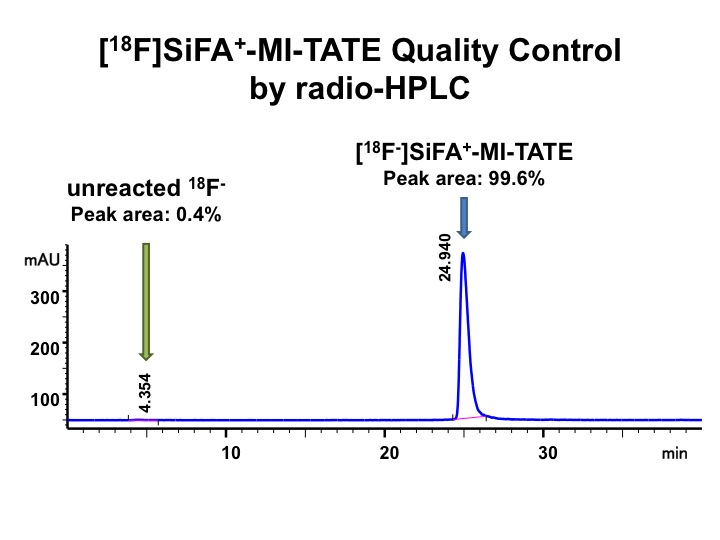 [¹⁸F]SiFA⁺-MI-TATE Quality Control
by radio-HPLC
[¹⁸F⁻]SiFA⁺-MI-TATE
Peak area: 99.6%
unreacted ¹⁸F⁻
Peak area: 0.4%
mAU
300
200
100
4.354
24.940
10
20
30
min